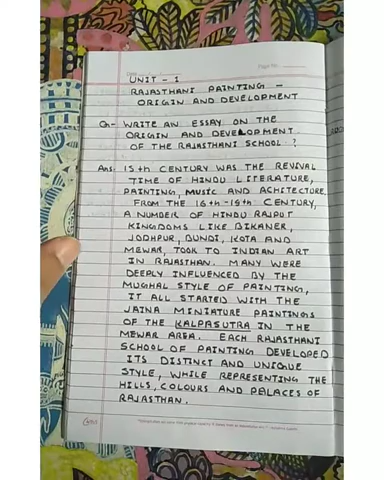 Page No.
UNIT - 1
RAJASTHANI PAINTING -
ORIGIN AND DEVELOPMENT
Qn- WRITE AN ESSAY ON THE
ORIGIN AND DEVELOPMENT
OF THE RAJASTHANI SCHOOL ?
Ans. 15th CENTURY WAS THE REVIVAL
TIME OF HINDU LITERATURE,
PAINTING, MUSIC AND ACHITECTURE
FROM THE 16th-19th CENTURY,
A NUMBER OF HINDU RAJPUT
KINGDOMS LIKE BIKANER,
JODHPUR, BUNDI, KOTA AND
MEWAR, TOOK TO INDIAN ART
IN RAJASTHAN. MANY WERE
DEEPLY INFLUENCED BY THE
MUGHAL STYLE OF PAINTING,
IT ALL STARTED WITH THE
JAINA MINIATURE PAINTINGS
OF THE KALPASUTRA IN THE
MEWAR AREA. EACH RAJASTHANI
SCHOOL OF PAINTING DEVELOPED
ITS DISTINCT AND UNIQUE
STYLE, WHILE REPRESENTING THE
HILLS, COLOURS AND PALACES OF
RAJASTHAN.